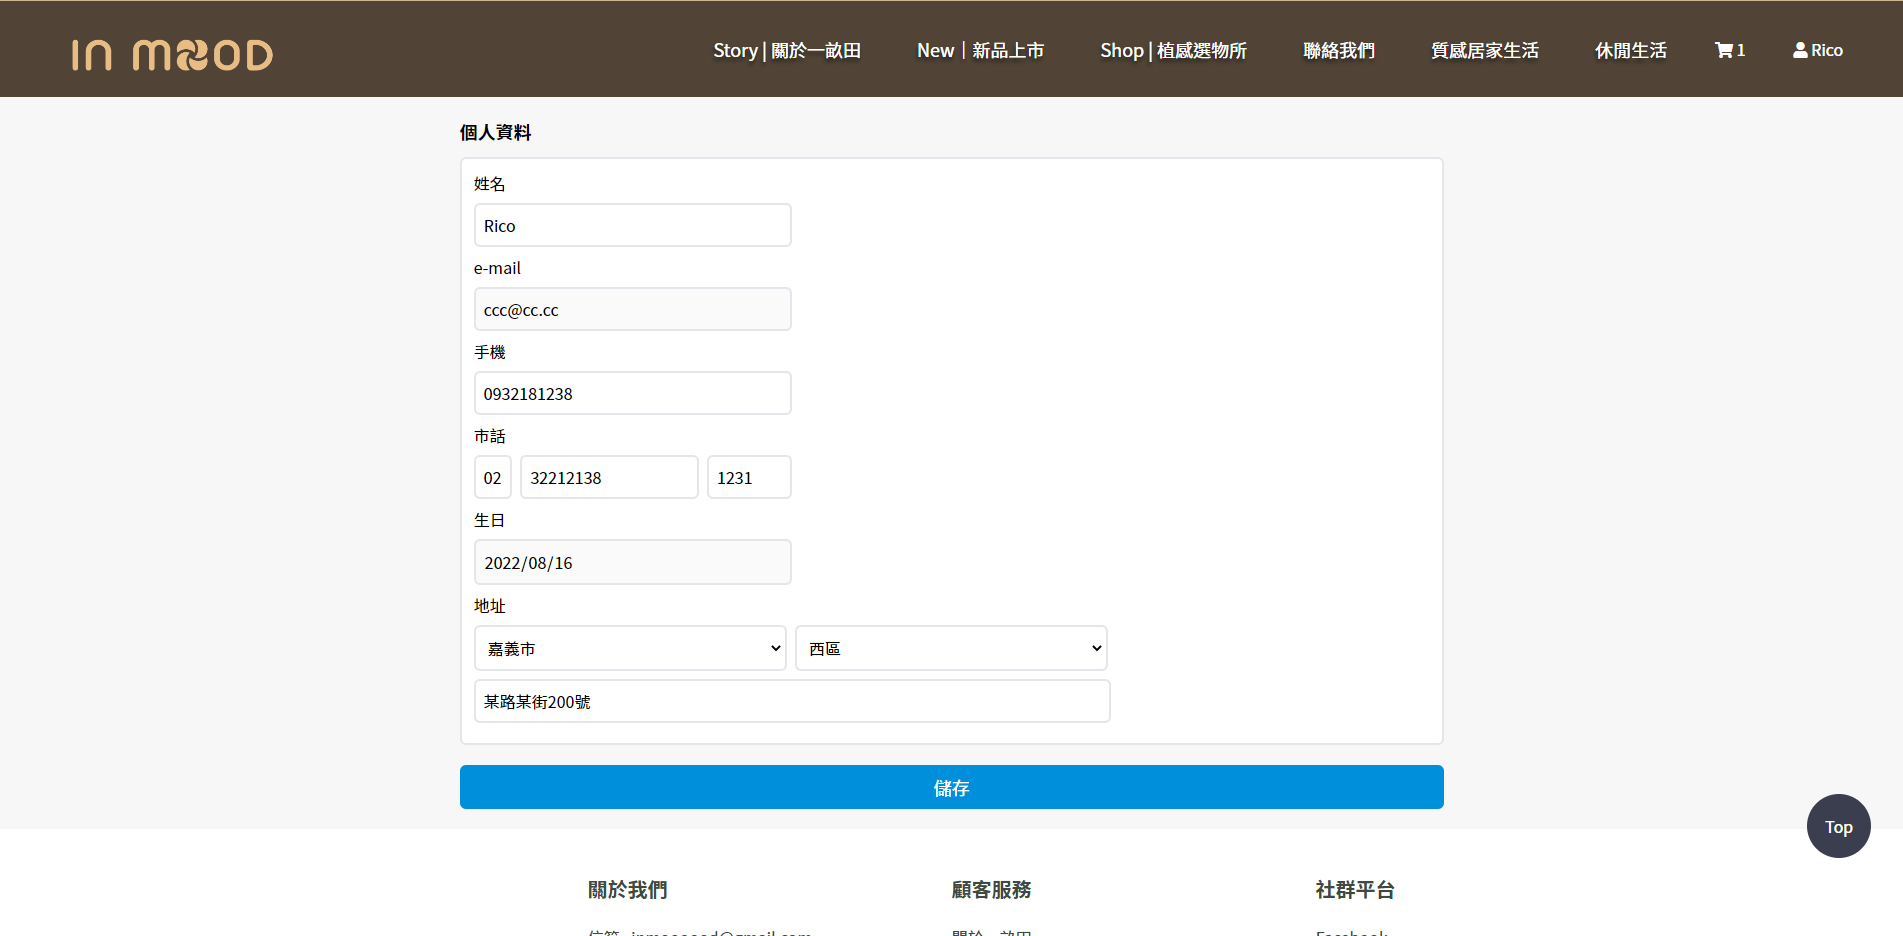 IN MOOD
Story | 關於一畝田
New｜新品上市
Shop | 植感選物所
聯絡我們
質感居家生活
休閒生活
1
Rico
個人資料
姓名
Rico
e-mail
ccc@cc.cc
手機
0932181238
市話
02 32212138 1231
生日
2022/08/16
地址
嘉義市 西區
某路某街200號
儲存
Top
關於我們 顧客服務 社群平台
Facebook